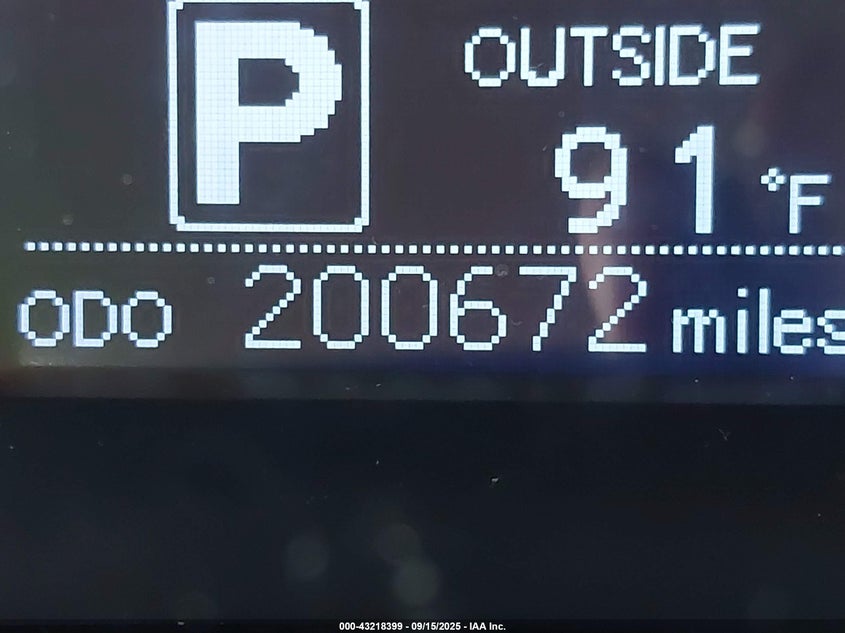 P
OUTSIDE
91 °F
ODO 200672 miles
000-43218399 - 09/15/2025 - IAA Inc.